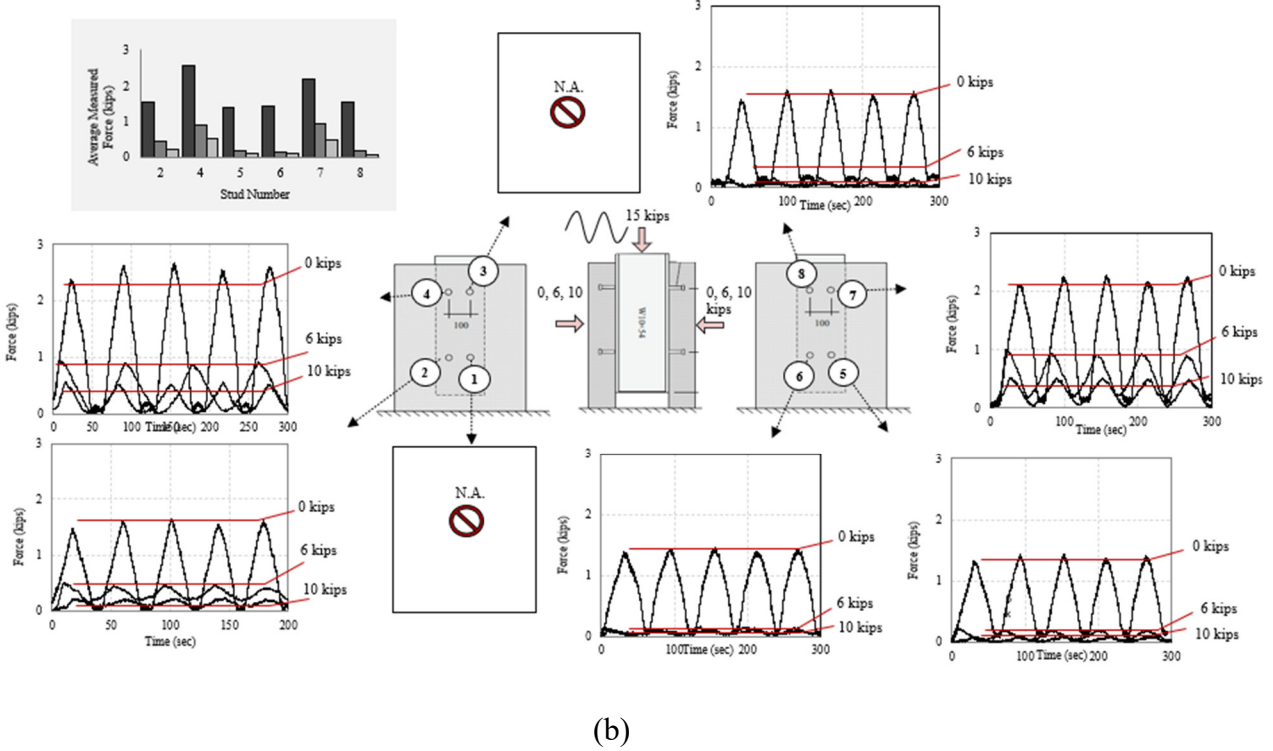 3
2
1
0
Average Measured
Force (kips)
2 4 5 6 7 8
Stud Number
N.A.
3
2
1
0
Force (kips)
0 100 200 300
Time (sec)
0 kips
6 kips
10 kips
3
2
1
0
Force (kips)
0 50 100 150 200 250 300
Time (sec)
0 kips
6 kips
10 kips
3
4
100
2
1
15 kips
0, 6, 10
W10-54
0, 6, 10
kips
8
7
100
6
5
3
2
1
0
Force (kips)
0 100 200 300
Time (sec)
0 kips
6 kips
10 kips
3
2
1
0
Force (kips)
0 50 100 150 200
Time (sec)
0 kips
6 kips
10 kips
N.A.
3
2
1
0
Force (kips)
0 100 200 300
Time (sec)
0 kips
6 kips
10 kips
3
2
1
0
Force (kips)
0 100 200 300
Time (sec)
0 kips
6 kips
10 kips
(b)